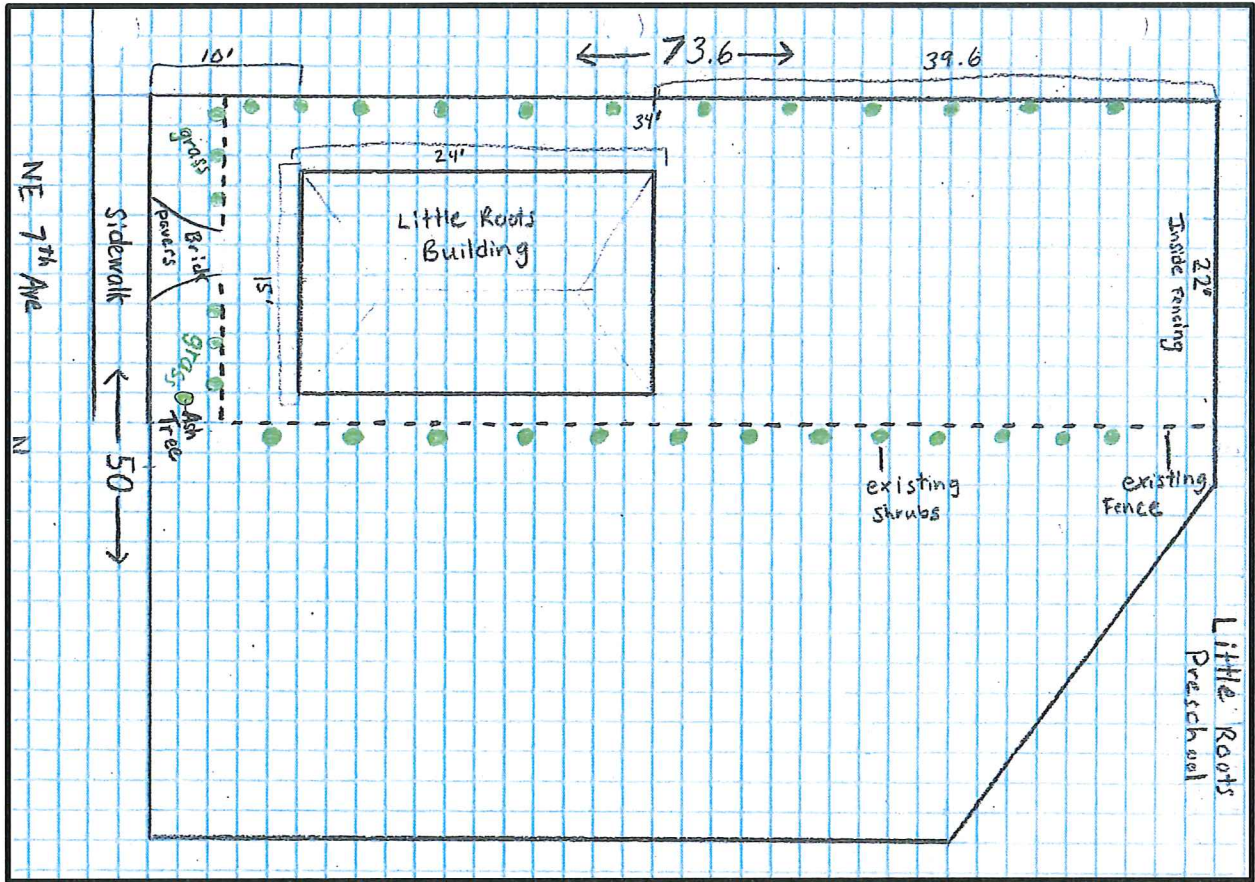 10'
73.6
39.6
34'
24'
15'
Little Roots
Building
grass
Brick
pavers
grass
Ash
Tree
Sidewalk
NE 7th Ave
50
N
22'
Inside Fencing
existing
shrubs
existing
Fence
Little Roots
Preschool